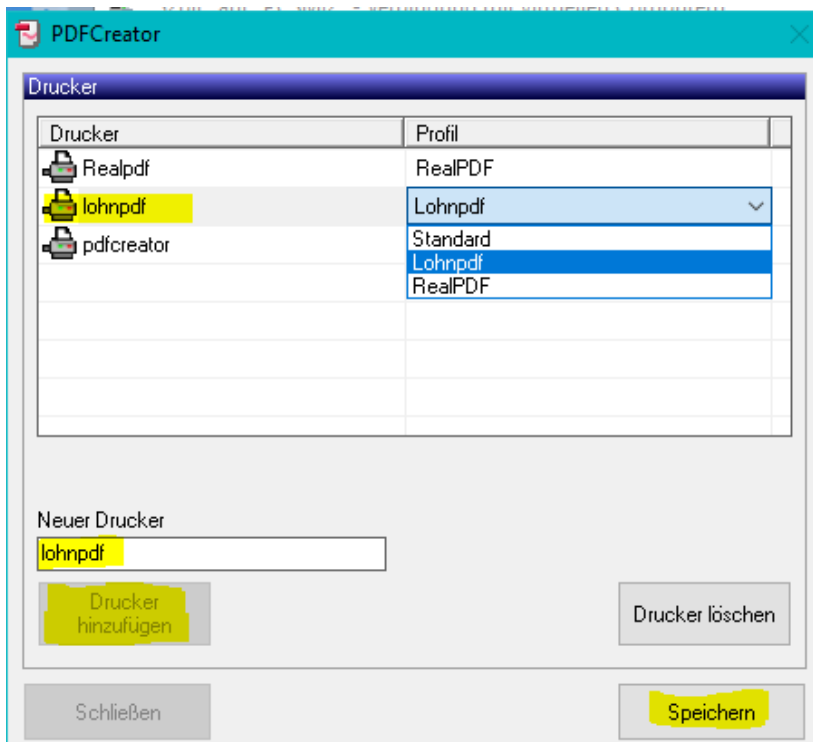 PDFCreator
Drucker
Drucker Profil
Realpdf RealPDF
lohnpdf Lohnpdf
pdfcreator Standard
Lohnpdf
RealPDF
Neuer Drucker
lohnpdf
Drucker
hinzufügen
Drucker löschen
Schließen Speichern